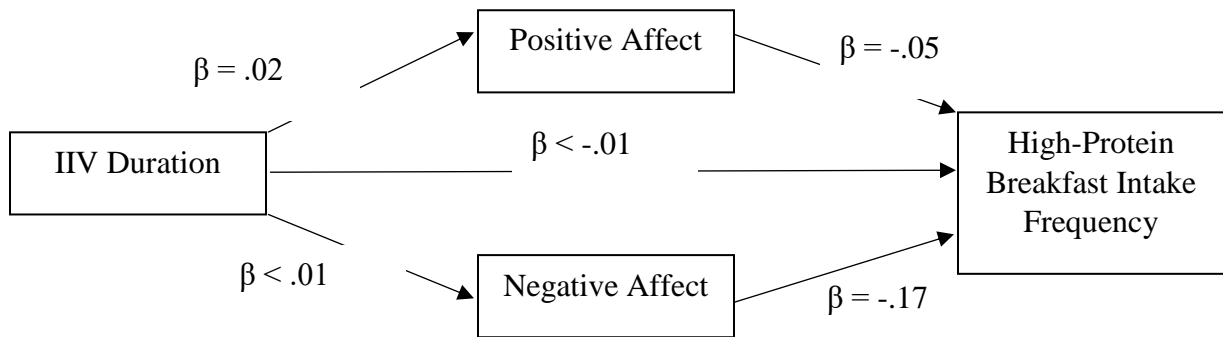 Positive Affect
β = .02
β = -.05
IIV Duration
β < -.01
High-Protein
Breakfast Intake
Frequency
β < .01
Negative Affect
β = -.17